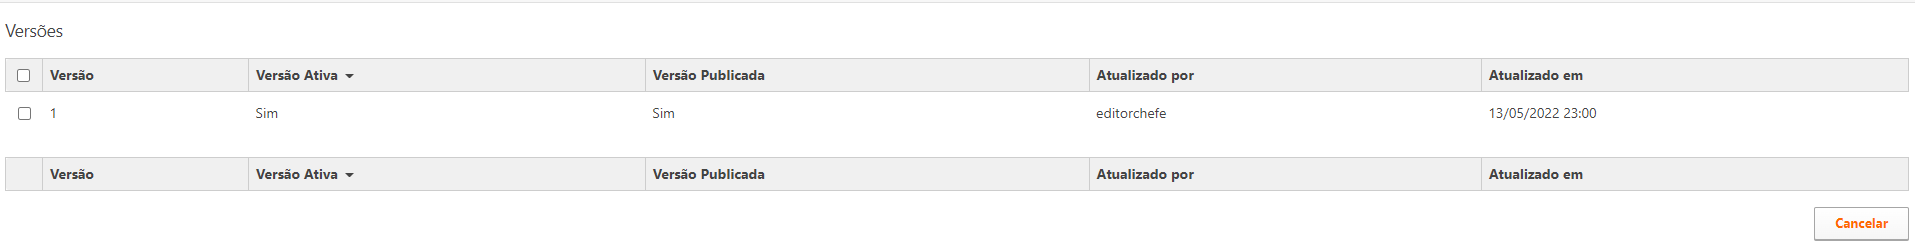 Versões
Versão Versão Ativa Versão Publicada Atualizado por Atualizado em
1 Sim Sim editorchefe 13/05/2022 23:00
Versão Versão Ativa Versão Publicada Atualizado por Atualizado em
Cancelar